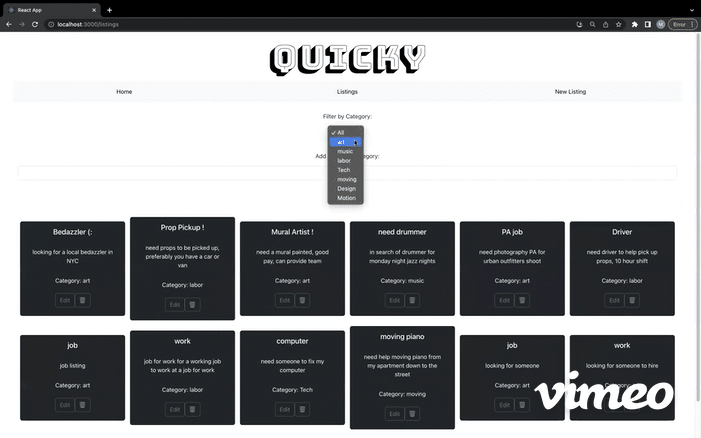 React App
localhost:3000/listings
Error
QUICKY
Home
Listings
New Listing
Filter by Category:
All
art
music
labor
Tech
moving
Design
Motion
Add
egory:
Bedazzler (:
looking for a local bedazzler in
NYC
Category: art
Edit
Prop Pickup !
need props to be picked up,
preferably you have a car or
van
Category: labor
Edit
Mural Artist !
need a mural painted, good
pay, can provide team
Category: art
Edit
need drummer
in search of drummer for
monday night jazz nights
Category: music
Edit
PA job
need photography PA for
urban outfitters shoot
Category: art
Edit
Driver
need driver to help pick up
props, 10 hour shift
Category: labor
Edit
job
job listing
Category: art
Edit
work
job for work for a working job
to work at a job for work
Category: labor
Edit
computer
need someone to fix my
computer
Category: Tech
Edit
moving piano
need help moving piano from
my apartment down to the
street
Category: moving
Edit
job
looking for someone
Category: art
Edit
work
looking for someone to hire
Edit
vimeo